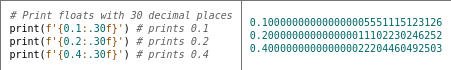 # Print floats with 30 decimal places
print(f'{0.1:.30f}') # prints 0.1
print(f'{0.2:.30f}') # prints 0.2
print(f'{0.4:.30f}') # prints 0.4
0.100000000000000005551115123126
0.200000000000000011102230246252
0.400000000000000022204460492503